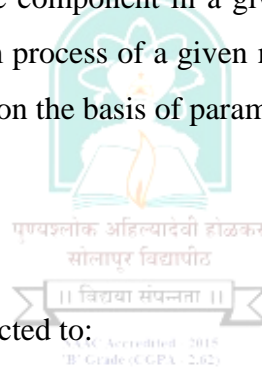 e component in a gi
n process of a given r
on the basis of param
पुण्यश्लोक अहिल्यादेवी होळकर
सोलापूर विद्यापीठ
।। विद्यया संपन्नता ।।
cted to:
NAAC Accredited - 2015
'B' Grade (CGPA - 2.62)